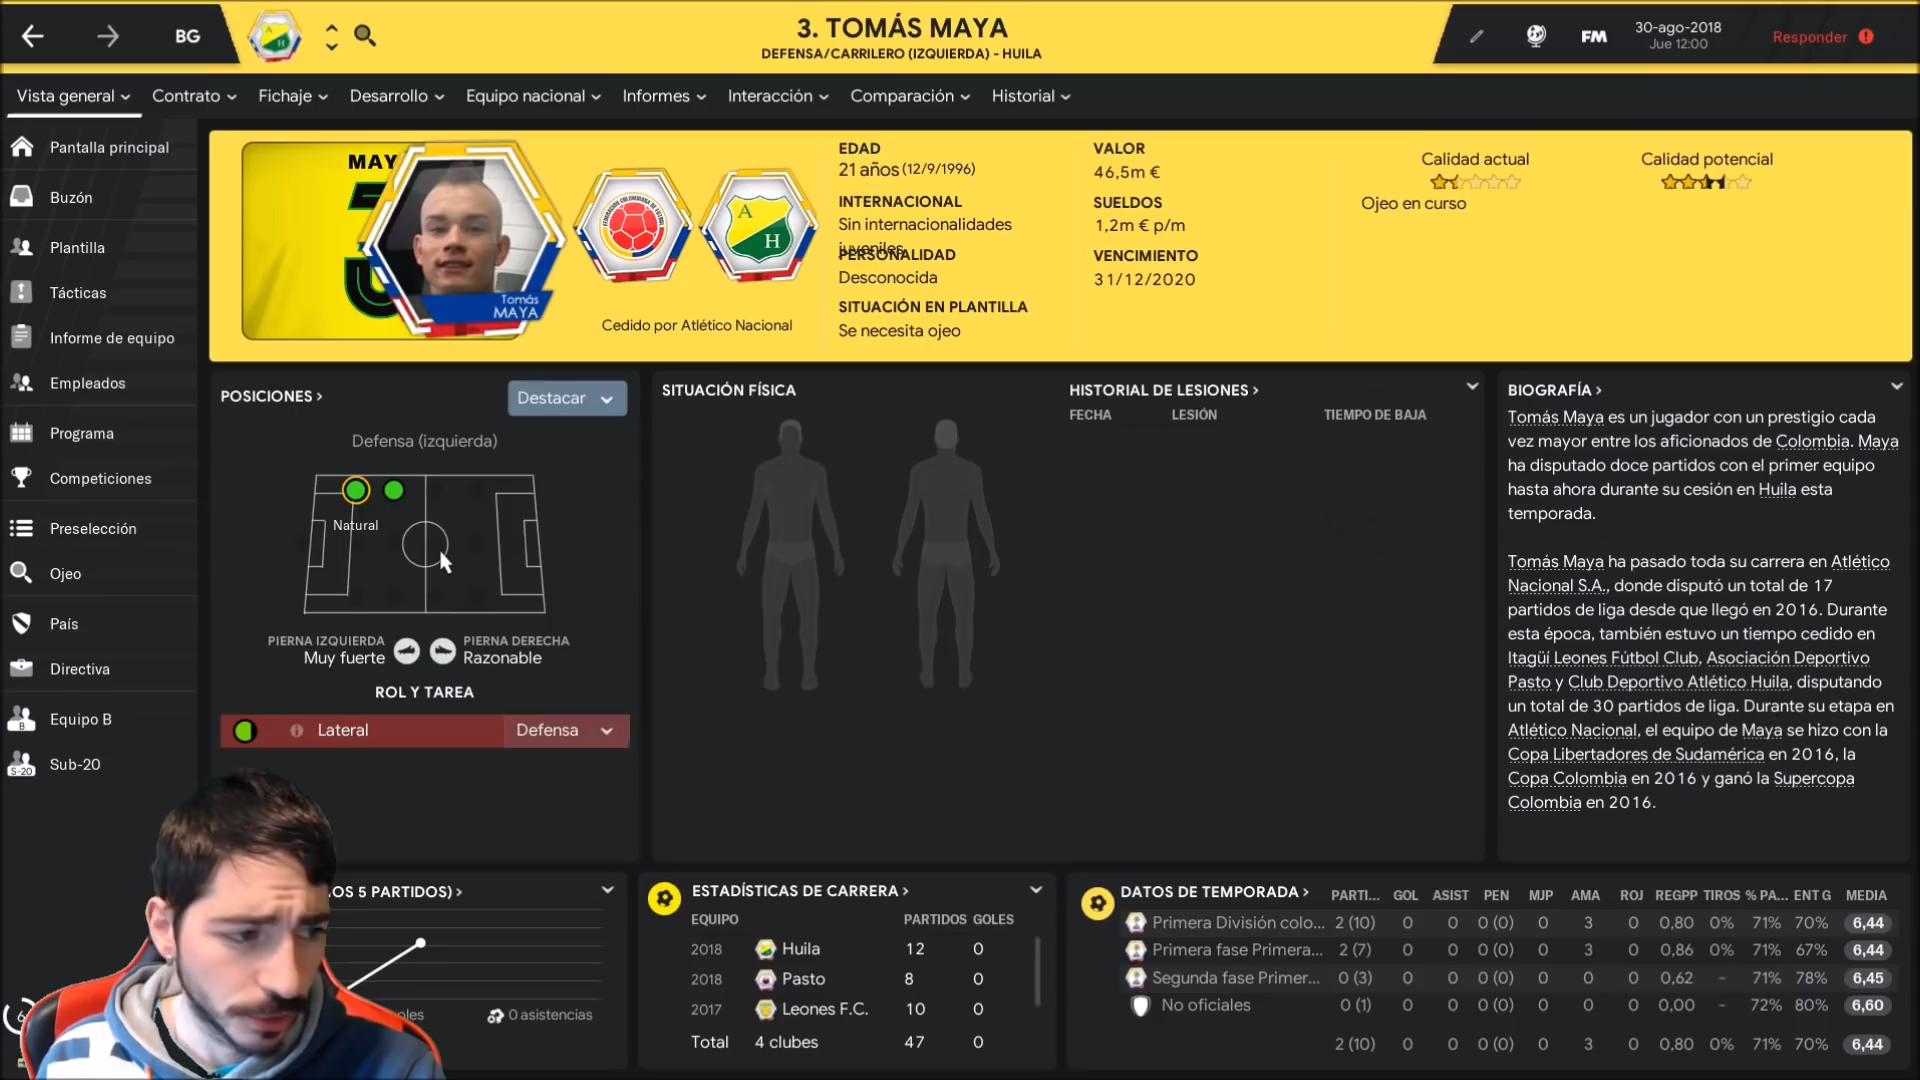 BG
3. TOMÁS MAYA
DEFENSA/CARRILERO (IZQUIERDA) - HUILA
FM
30-ago-2018
Jue 12:00
Responder
Vista general
Contrato
Fichaje
Desarrollo
Equipo nacional
Informes
Interacción
Comparación
Historial
Pantalla principal
Buzón
Plantilla
Tácticas
Informe de equipo
Empleados
Programa
Competiciones
Preselección
Ojeo
País
Directiva
Equipo B
Sub-20
MAY
Tomás
MAYA
A
H
Cedido por Atlético Nacional
EDAD
21 años (12/9/1996)
INTERNACIONAL
Sin internacionalidades
juveniles
PERSONALIDAD
Desconocida
SITUACIÓN EN PLANTILLA
Se necesita ojeo
VALOR
46,5m €
SUELDOS
1,2m € p/m
VENCIMIENTO
31/12/2020
Calidad actual
Ojeo en curso
Calidad potencial
POSICIONES >
Destacar
Defensa (izquierda)
Natural
PIERNA IZQUIERDA
Muy fuerte
PIERNA DERECHA
Razonable
ROL Y TAREA
Lateral
Defensa
SITUACIÓN FÍSICA
HISTORIAL DE LESIONES >
FECHA LESIÓN TIEMPO DE BAJA
BIOGRAFÍA >
Tomás Maya es un jugador con un prestigio cada
vez mayor entre los aficionados de Colombia. Maya
ha disputado doce partidos con el primer equipo
hasta ahora durante su cesión en Huila esta
temporada.
Tomás Maya ha pasado toda su carrera en Atlético
Nacional S.A., donde disputó un total de 17
partidos de liga desde que llegó en 2016. Durante
esta época, también estuvo un tiempo cedido en
Itagüí Leones Fútbol Club, Asociación Deportivo
Pasto y Club Deportivo Atlético Huila, disputando
un total de 30 partidos de liga. Durante su etapa en
Atlético Nacional, el equipo de Maya se hizo con la
Copa Libertadores de Sudamérica en 2016, la
Copa Colombia en 2016 y ganó la Supercopa
Colombia en 2016.
OS 5 PARTIDOS) >
0 asistencias
ESTADÍSTICAS DE CARRERA >
EQUIPO PARTIDOS GOLES
2018 Huila 12 0
2018 Pasto 8 0
2017 Leones F.C. 10 0
Total 4 clubes 47 0
DATOS DE TEMPORADA > PARTI... GOL ASIST PEN MJP AMA ROJ REGPP TIROS % PA... ENT G MEDIA
Primera División colo... 2 (10) 0 0 0 (0) 0 3 0 0,80 0% 71% 70% 6,44
Primera fase Primera... 2 (7) 0 0 0 (0) 0 3 0 0,86 0% 71% 67% 6,44
Segunda fase Primer... 0 (3) 0 0 0 (0) 0 0 0 0,62 - 71% 78% 6,45
No oficiales 0 (1) 0 0 0 (0) 0 0 0 0,00 - 72% 80% 6,60
2 (10) 0 0 0 (0) 0 3 0 0,80 0% 71% 70% 6,44